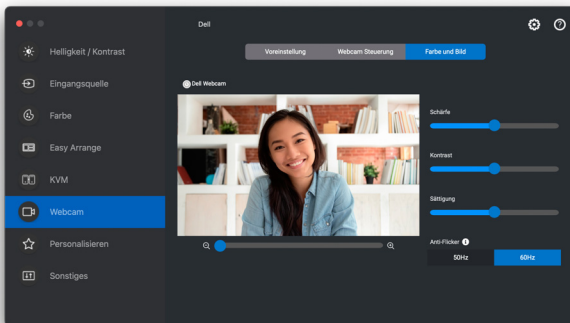 Dell
Helligkeit / Kontrast
Eingangsquelle
Farbe
Easy Arrange
KVM
Webcam
Personalisieren
Sonstiges
Voreinstellung
Webcam Steuerung
Farbe und Bild
Dell Webcam
Schärfe
Kontrast
Sättigung
Anti-Flicker
50Hz
60Hz